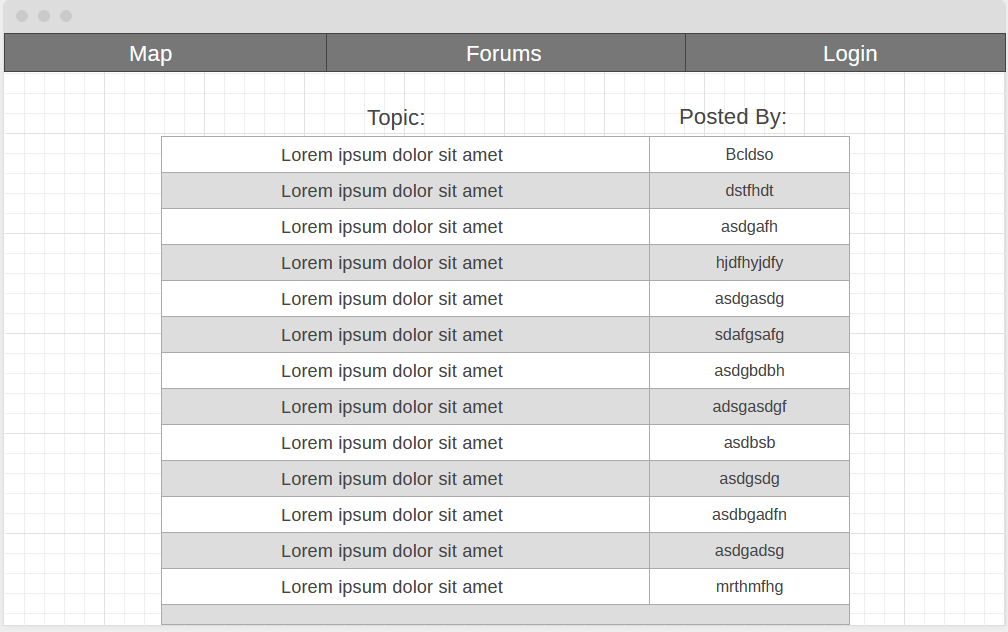 Map Forums Login
Topic: Posted By:
Lorem ipsum dolor sit amet Bcldso
Lorem ipsum dolor sit amet dstfhdt
Lorem ipsum dolor sit amet asdgafh
Lorem ipsum dolor sit amet hjdfhyjdfy
Lorem ipsum dolor sit amet asdgasdg
Lorem ipsum dolor sit amet sdafgsafg
Lorem ipsum dolor sit amet asdgbdbh
Lorem ipsum dolor sit amet adsgasdgf
Lorem ipsum dolor sit amet asdbsb
Lorem ipsum dolor sit amet asdgsdg
Lorem ipsum dolor sit amet asdbgadfn
Lorem ipsum dolor sit amet asdgadsg
Lorem ipsum dolor sit amet mrthmfhg